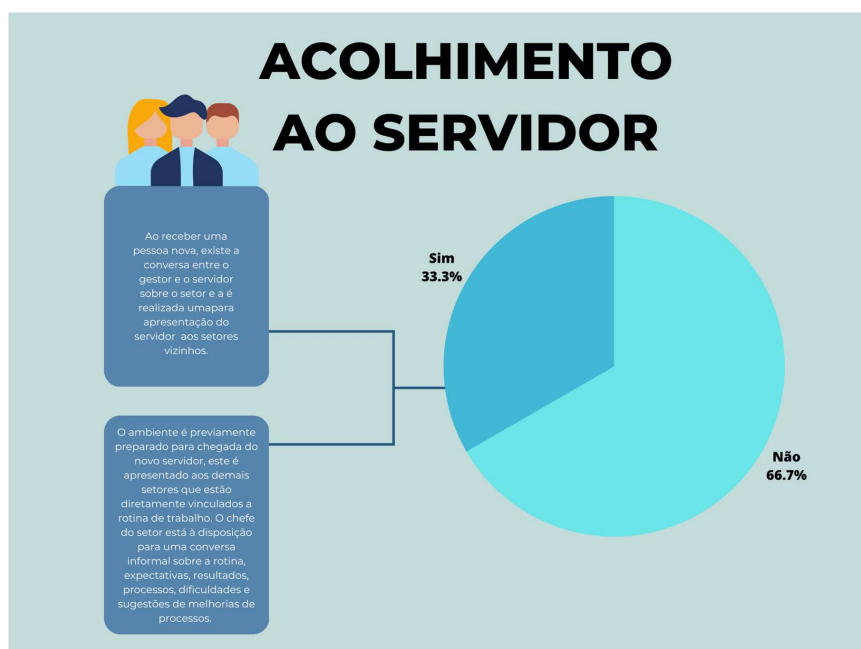 ACOLHIMENTO
AO SERVIDOR
Ao receber uma
pessoa nova, existe a
conversa entre o
gestor e o servidor
sobre o setor e a é
realizada umapara
apresentação do
servidor aos setores
vizinhos.
O ambiente é previamente
preparado para chegada do
novo servidor, este é
apresentado aos demais
setores que estão
diretamente vinculados a
rotina de trabalho. O chefe
do setor está à disposição
para uma conversa
informal sobre a rotina,
expectativas, resultados,
processos, dificuldades e
sugestões de melhorias de
processos.
Sim
33.3%
Não
66.7%